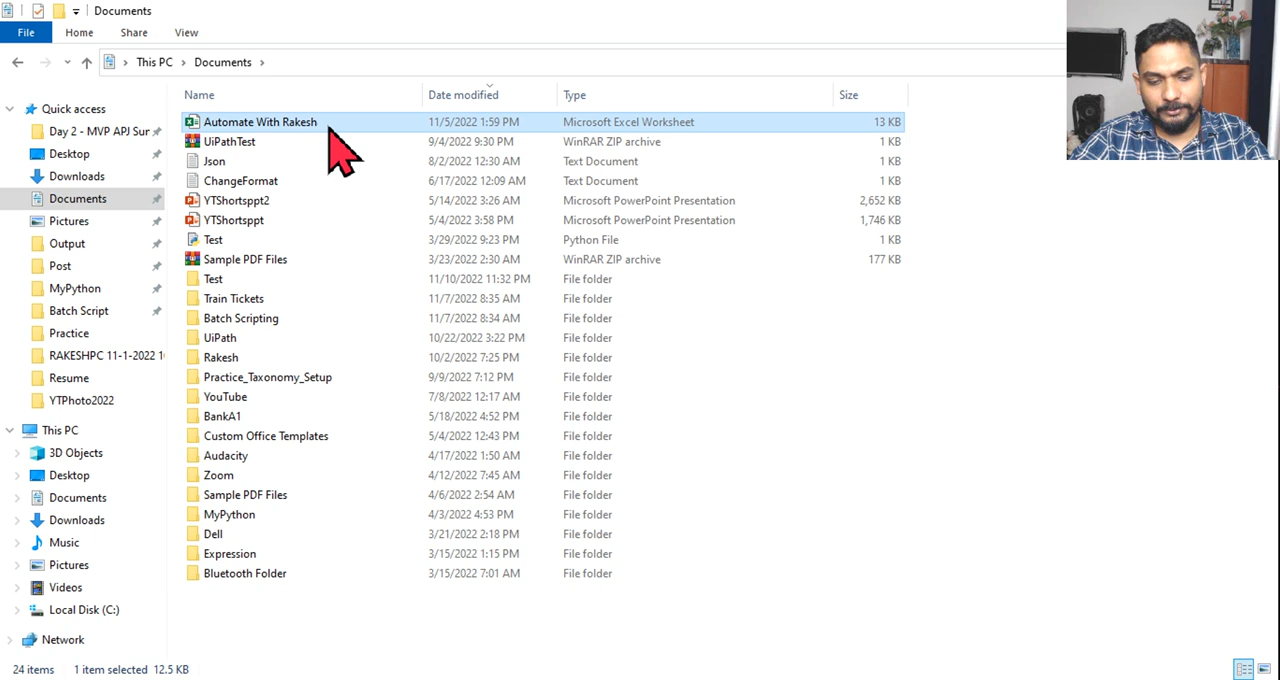 Documents
File Home Share View
This PC Documents
Name Date modified Type Size
Quick access
Day 2 - MVP APJ Sur
Desktop
Downloads
Documents
Pictures
Output
Post
MyPython
Batch Script
Practice
RAKESHPC 11-1-2022 1
Resume
YTPhoto2022
This PC
3D Objects
Desktop
Documents
Downloads
Music
Pictures
Videos
Local Disk (C:)
Network
Automate With Rakesh 11/5/2022 1:59 PM Microsoft Excel Worksheet 13 KB
UiPathTest 9/4/2022 9:30 PM WinRAR ZIP archive 1 KB
Json 8/2/2022 12:30 AM Text Document 1 KB
ChangeFormat 6/17/2022 12:09 AM Text Document 1 KB
YTShortsppt2 5/14/2022 3:26 AM Microsoft PowerPoint Presentation 2,652 KB
YTShortsppt 5/4/2022 3:58 PM Microsoft PowerPoint Presentation 1,746 KB
Test 3/29/2022 9:23 PM Python File 1 KB
Sample PDF Files 3/23/2022 2:30 AM WinRAR ZIP archive 177 KB
Test 11/10/2022 11:32 PM File folder
Train Tickets 11/7/2022 8:35 AM File folder
Batch Scripting 11/7/2022 8:34 AM File folder
UiPath 10/22/2022 3:22 PM File folder
Rakesh 10/2/2022 7:25 PM File folder
Practice_Taxonomy_Setup 9/9/2022 7:12 PM File folder
YouTube 7/8/2022 12:17 AM File folder
BankA1 5/18/2022 4:52 PM File folder
Custom Office Templates 5/4/2022 12:43 PM File folder
Audacity 4/17/2022 1:50 AM File folder
Zoom 4/12/2022 7:45 AM File folder
Sample PDF Files 4/6/2022 2:54 AM File folder
MyPython 4/3/2022 4:53 PM File folder
Dell 3/21/2022 2:18 PM File folder
Expression 3/15/2022 1:15 PM File folder
Bluetooth Folder 3/15/2022 7:01 AM File folder
24 items 1 item selected 12.5 KB